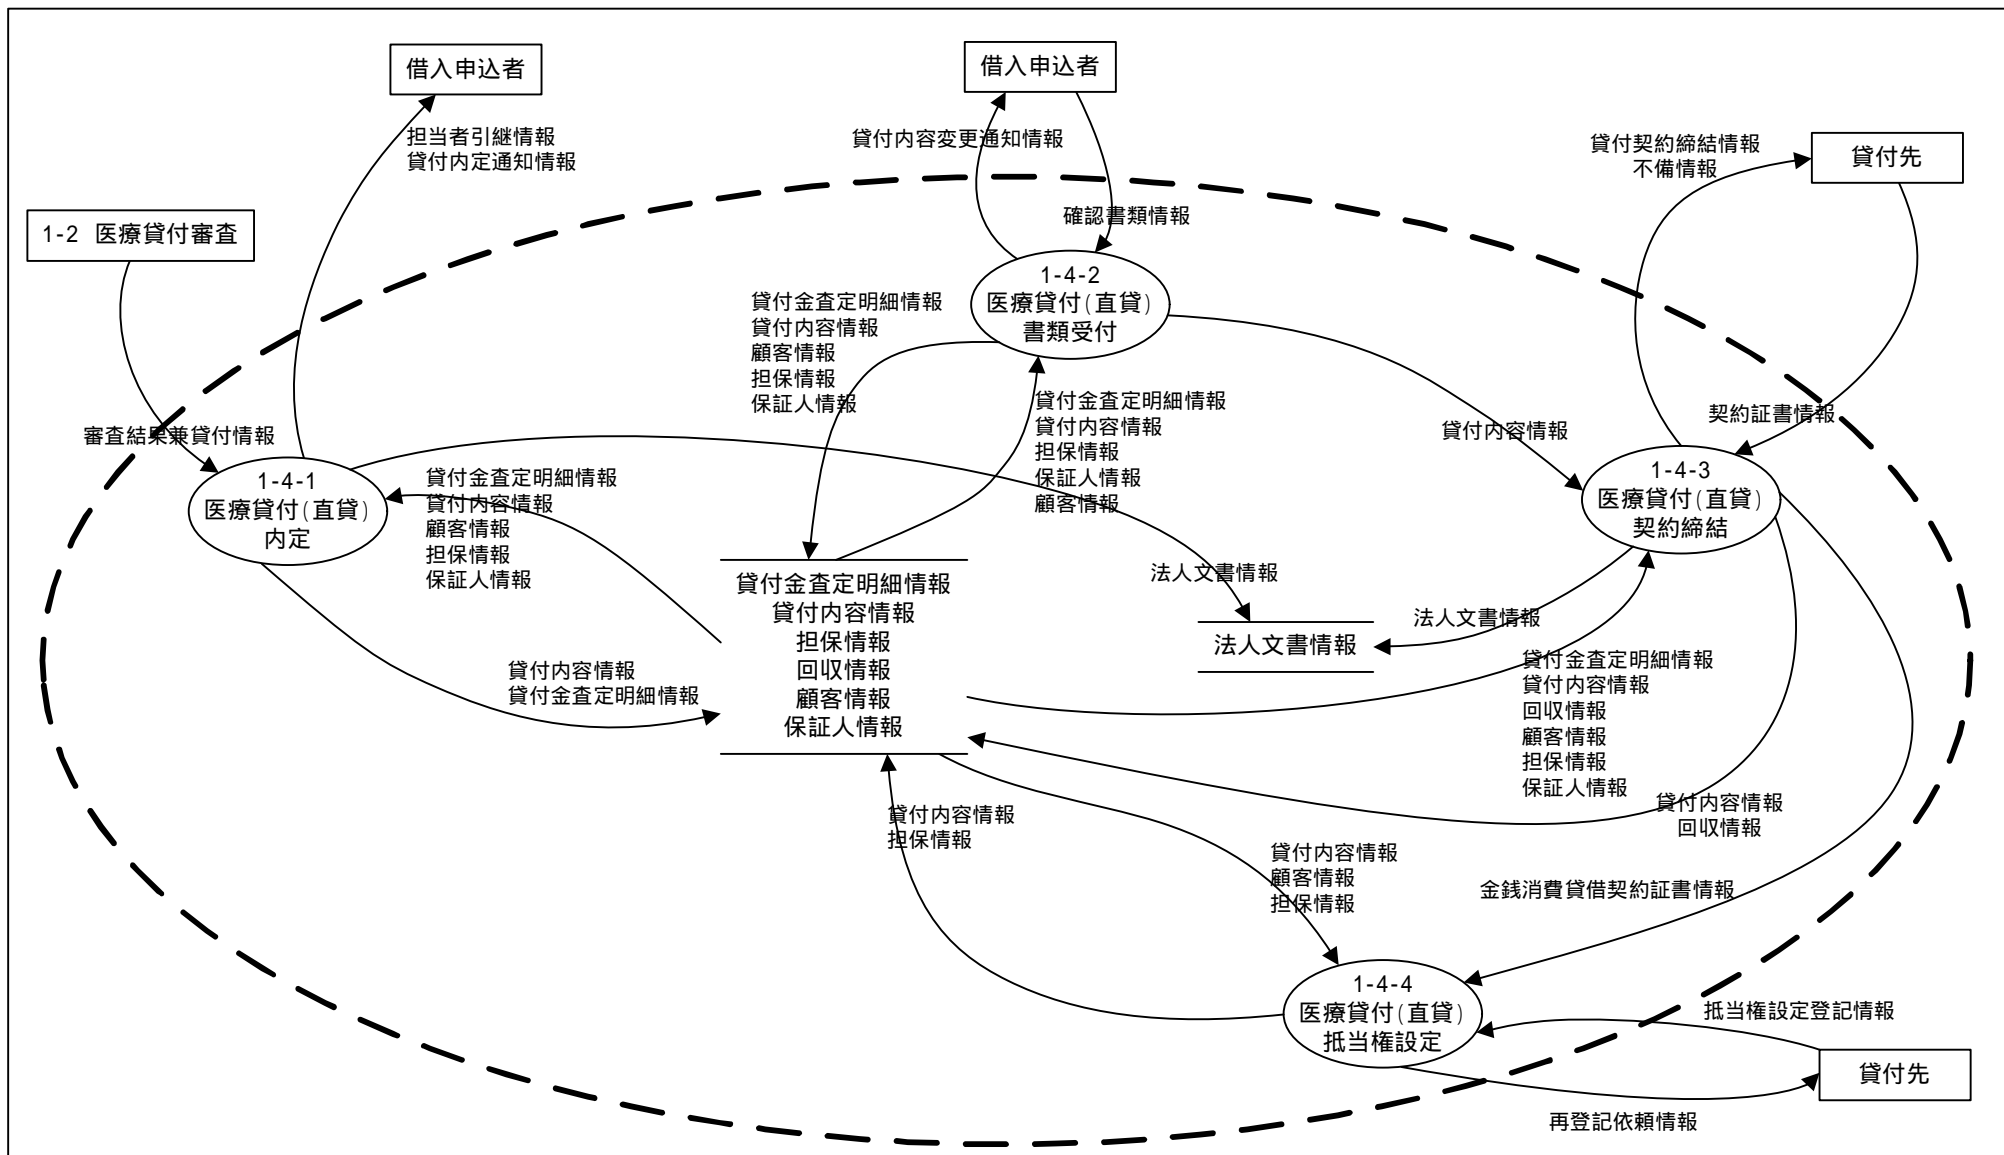 借入申込者
借入申込者
担当者引継情報
貸付内定通知情報
貸付内容変更通知情報
貸付契約締結情報
不備情報
貸付先
1-2 医療貸付審査
確認書類情報
1-4-2
医療貸付(直貸)
書類受付
貸付金査定明細情報
貸付内容情報
顧客情報
担保情報
保証人情報
貸付金査定明細情報
貸付内容情報
担保情報
保証人情報
顧客情報
貸付内容情報
契約証書情報
審査結果兼貸付情報
1-4-1
医療貸付(直貸)
内定
貸付金査定明細情報
貸付内容情報
顧客情報
担保情報
保証人情報
1-4-3
医療貸付(直貸)
契約締結
貸付金査定明細情報
貸付内容情報
担保情報
回収情報
顧客情報
保証人情報
法人文書情報
法人文書情報
法人文書情報
貸付内容情報
貸付金査定明細情報
貸付金査定明細情報
貸付内容情報
回収情報
顧客情報
担保情報
保証人情報
貸付内容情報
回収情報
貸付内容情報
担保情報
貸付内容情報
顧客情報
担保情報
金銭消費貸借契約証書情報
1-4-4
医療貸付(直貸)
抵当権設定
抵当権設定登記情報
貸付先
再登記依頼情報